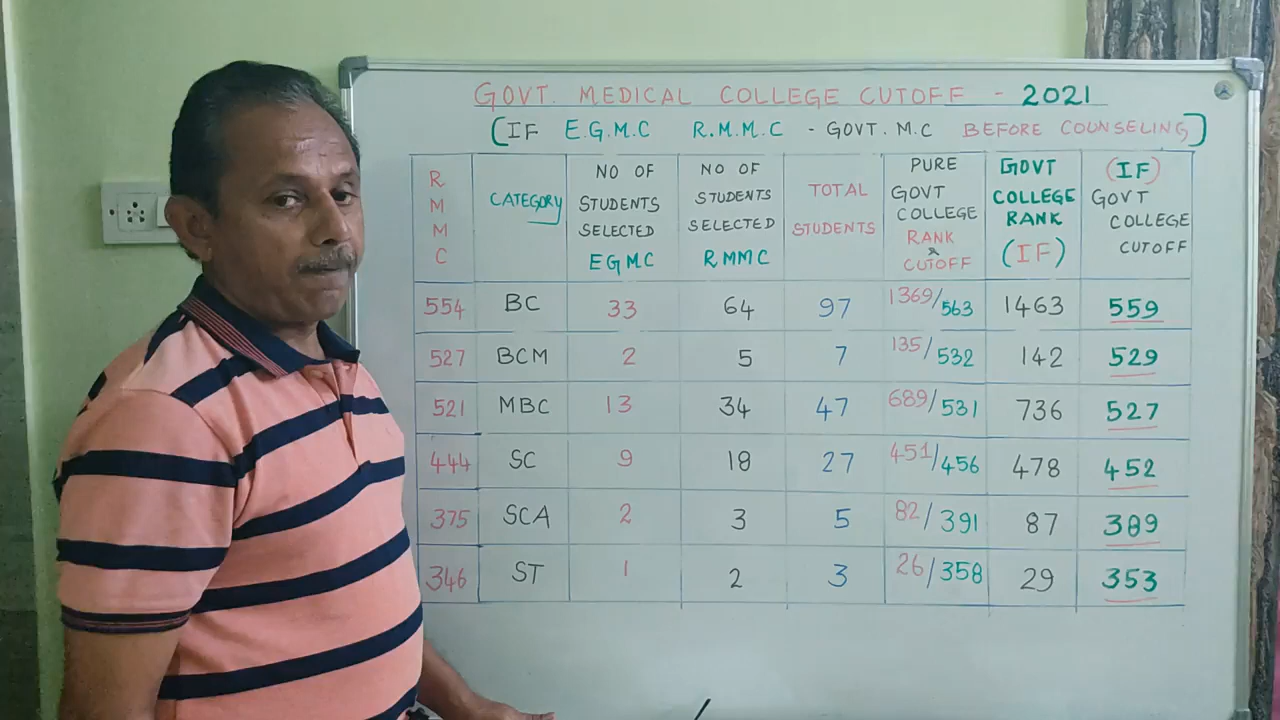 GOVT. MEDICAL COLLEGE CUTOFF - 2021
(IF E.G.M.C R.M.M.C - GOVT. M.C BEFORE COUNSELING)
R M M C
CATEGORY
NO OF STUDENTS SELECTED EGMC
NO OF STUDENTS SELECTED RMMC
TOTAL STUDENTS
PURE GOVT COLLEGE RANK & CUTOFF
GOVT COLLEGE RANK (IF)
(IF) GOVT COLLEGE CUTOFF
554 BC 33 64 97 1369/563 1463 559
527 BCM 2 5 7 135/532 142 529
521 MBC 13 34 47 689/531 736 527
444 SC 9 18 27 451/456 478 452
375 SCA 2 3 5 82/391 87 389
346 ST 1 2 3 26/358 29 353